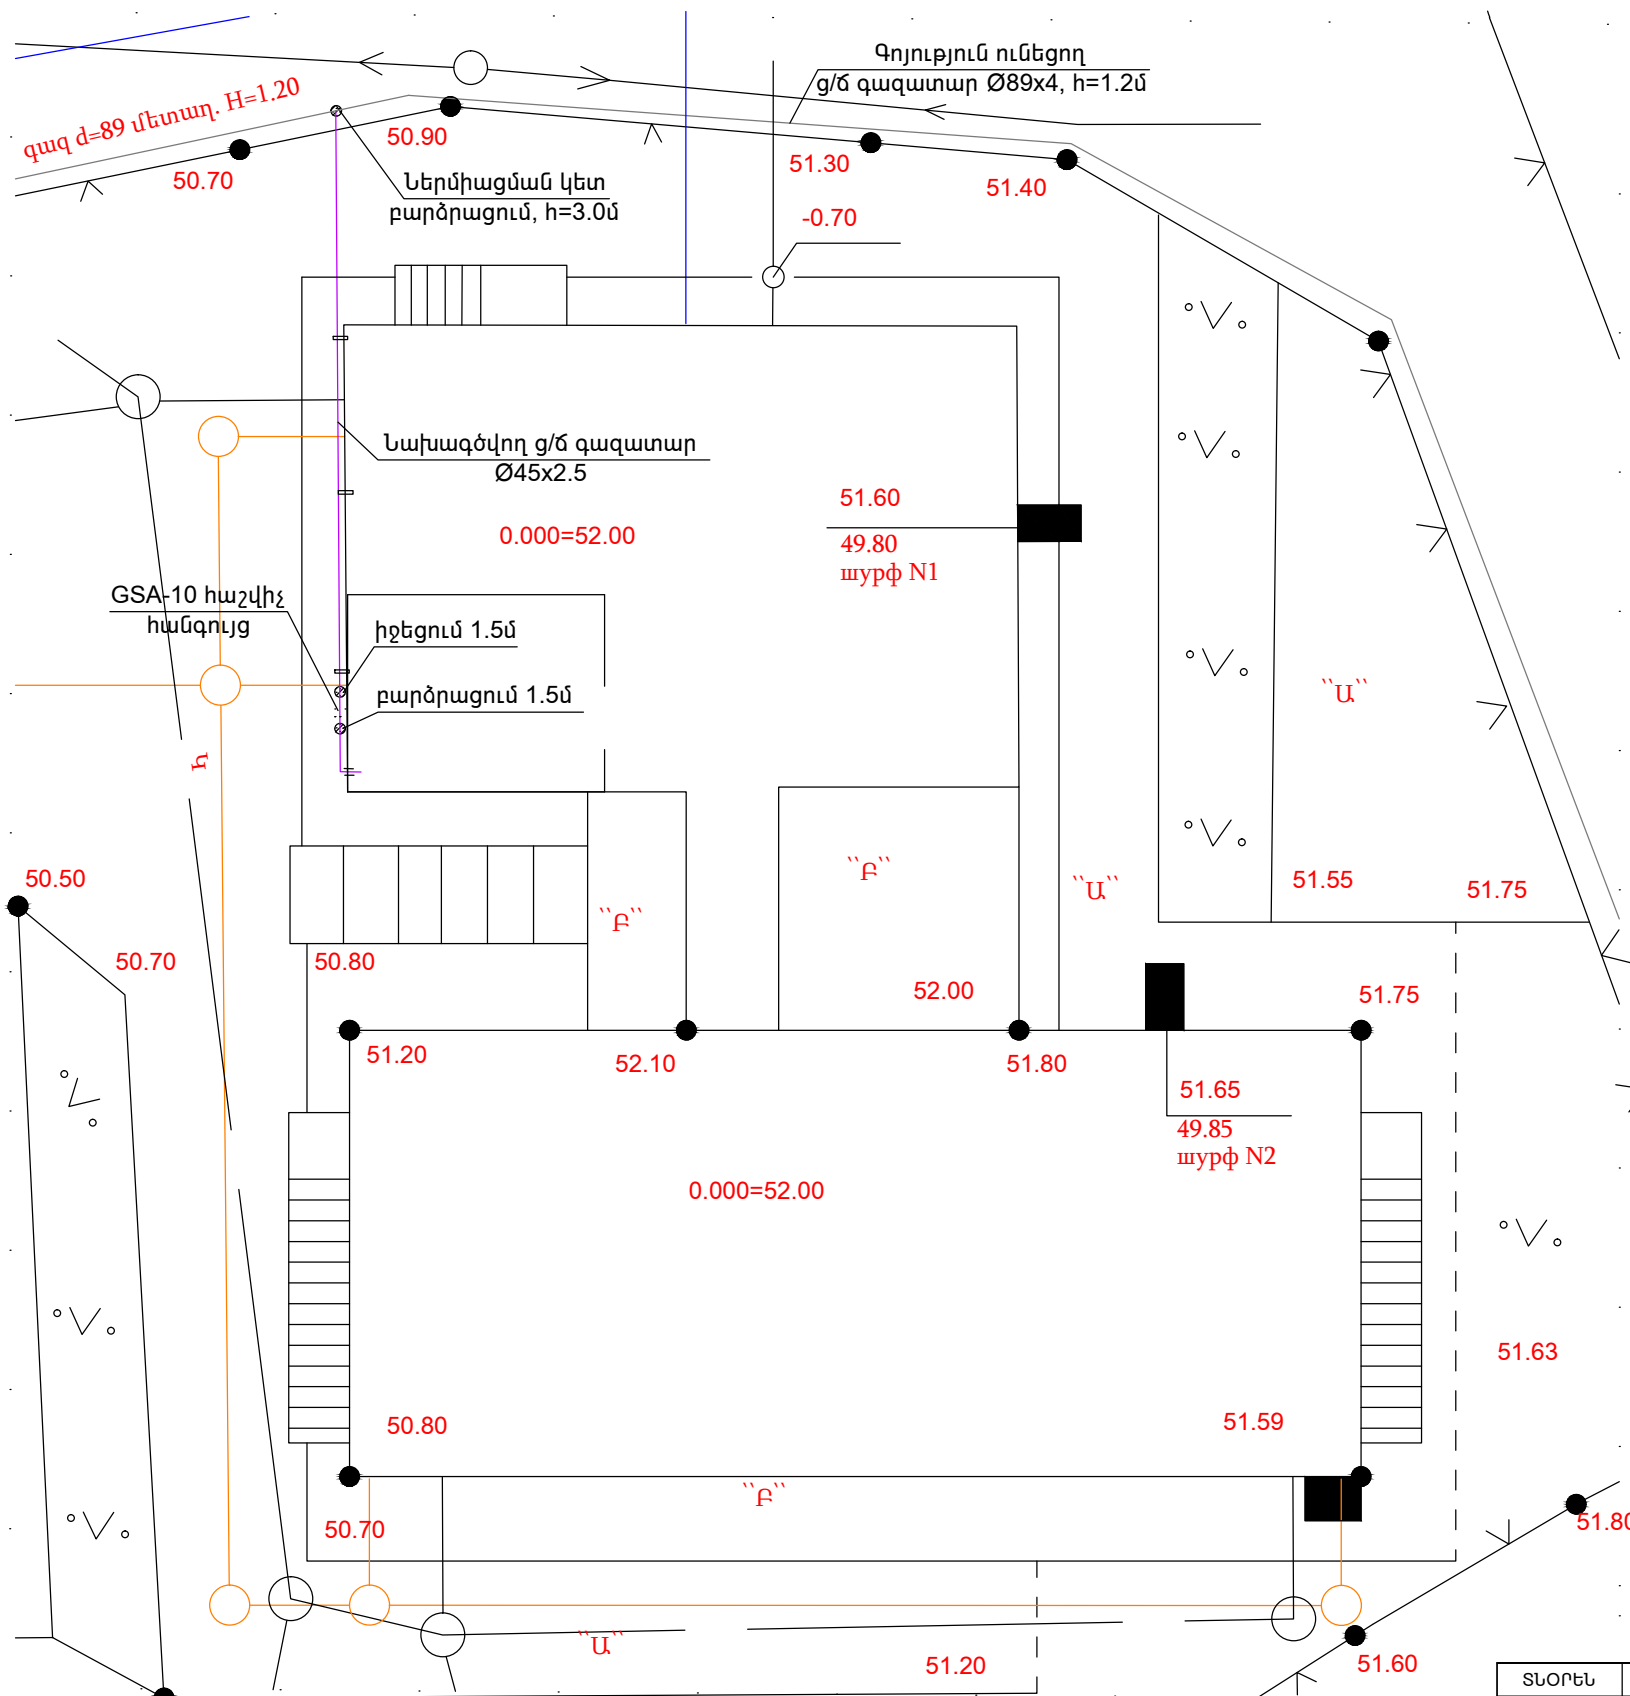 Գոյություն ունեցող
ց/ճ գազատար Ø89x4, h=1.2մ
գազ d=89 մետաղ. H=1.20
50.90
50.70
51.30
51.40
Ներմիացման կետ
բարձրացում, h=3.0մ
-0.70
Նախագծվող ց/ճ գազատար
Ø45x2.5
51.60
49.80
шурф N1
0.000=52.00
GSA-10 հաշվիչ
հանգույց
իջեցում 1.5մ
բարձրացում 1.5մ
``Ա``
կ
50.50
``Բ``
``Ա``
51.55
51.75
``Բ``
50.70
50.80
52.00
51.75
51.20
52.10
51.80
51.65
49.85
шурф N2
0.000=52.00
51.63
50.80
51.59
``Բ``
50.70
51.80
``Ա``
51.20
51.60
ՏՆՕՐԵՆ